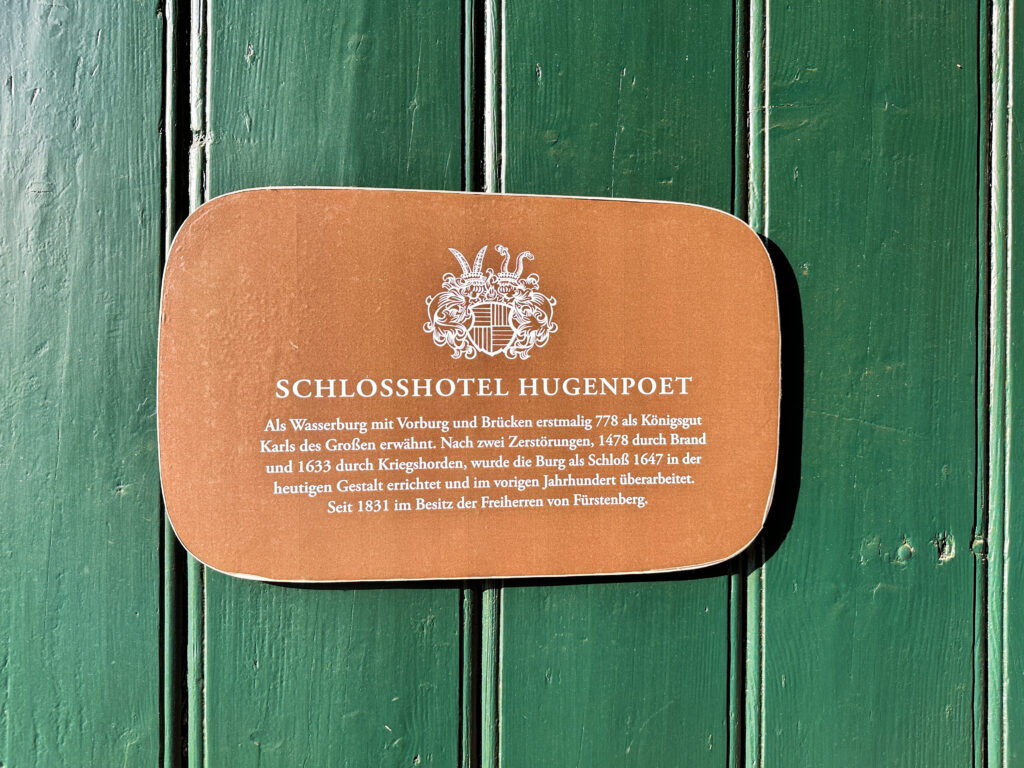 SCHLOSSHOTEL HUGENPOET
Als Wasserburg mit Vorburg und Brücken erstmalig 778 als Königsgut
Karls des Großen erwähnt. Nach zwei Zerstörungen, 1478 durch Brand
und 1633 durch Kriegshorden, wurde die Burg als Schloß 1647 in der
heutigen Gestalt errichtet und im vorigen Jahrhundert überarbeitet.
Seit 1831 im Besitz der Freiherren von Fürstenberg.